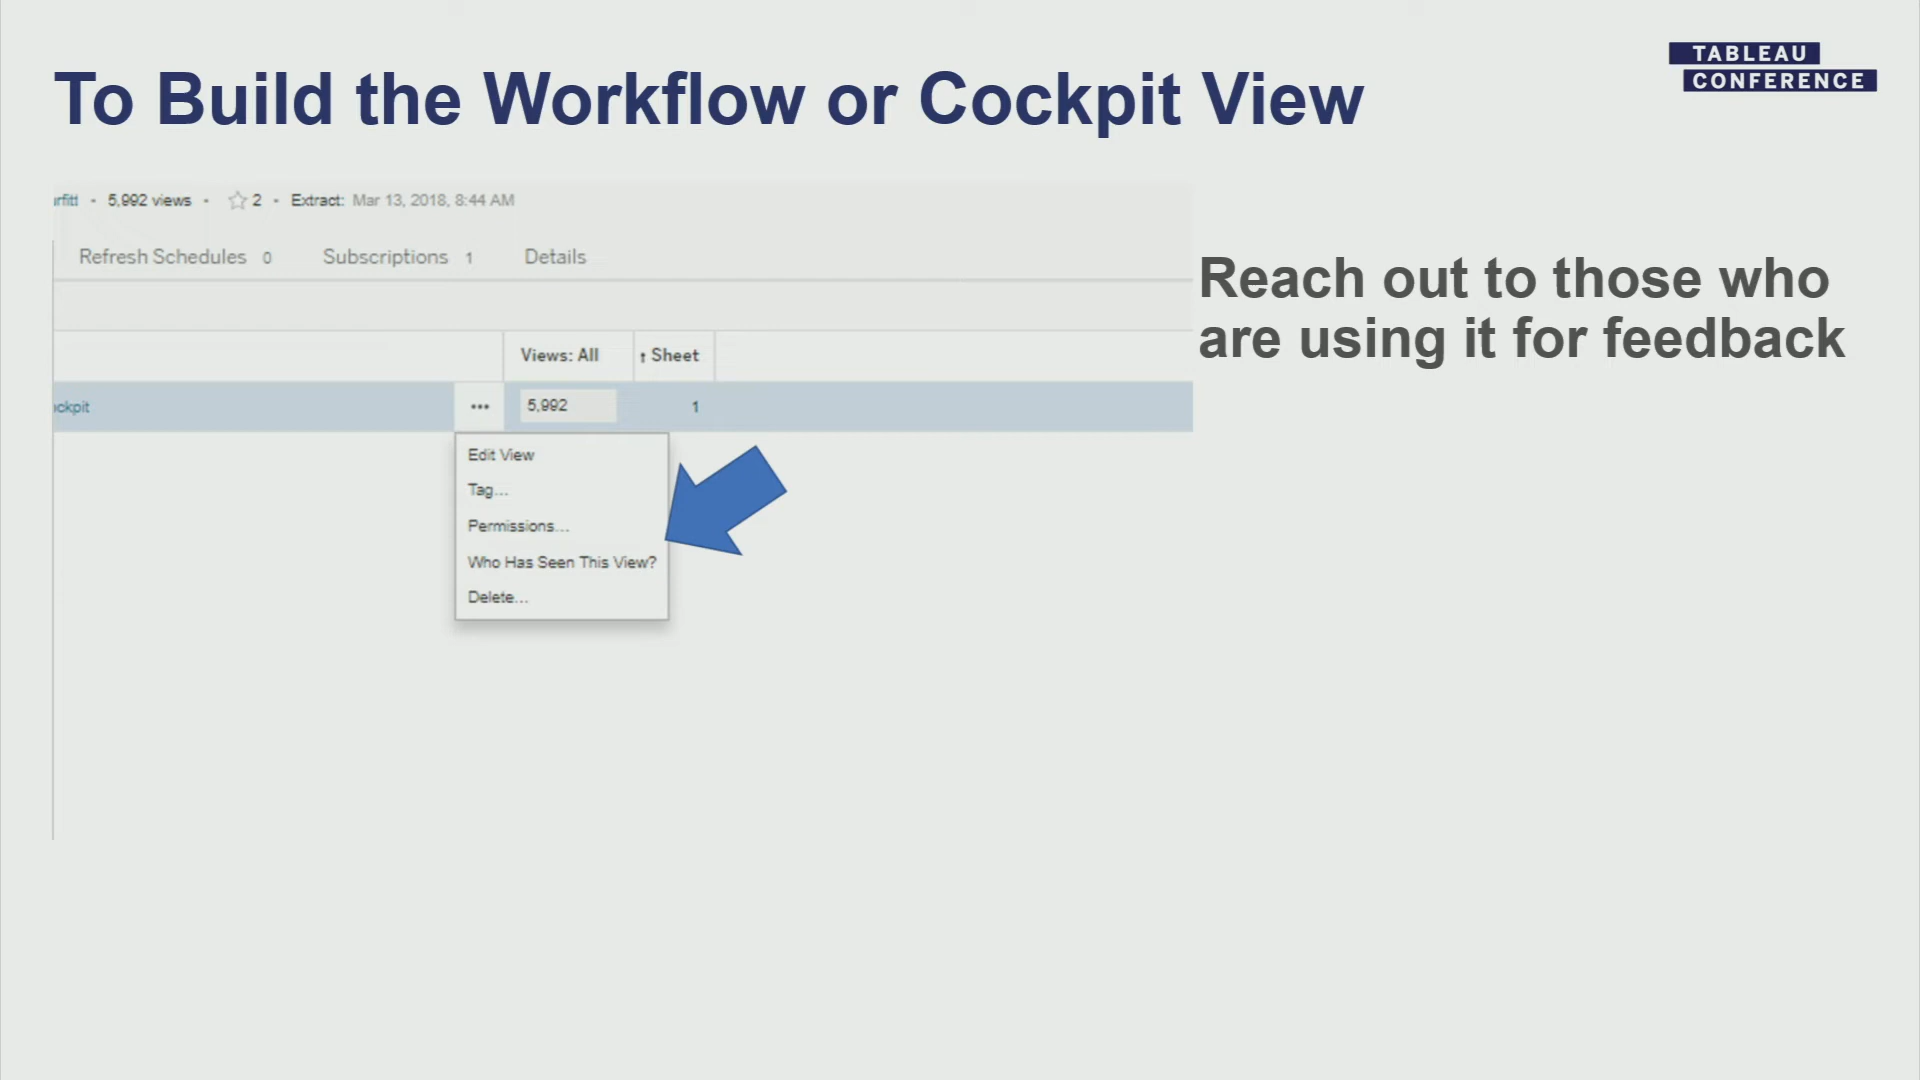 To Build the Workflow or Cockpit View
TABLEAU
CONFERENCE
5,992 views • ☆ 2 • Extract: Mar 13, 2018, 8:44 AM
Refresh Schedules 0 Subscriptions 1 Details
Views: All ↑ Sheet
ckpit ••• 5,992 1
Edit View
Tag...
Permissions...
Who Has Seen This View?
Delete...
Reach out to those who
are using it for feedback